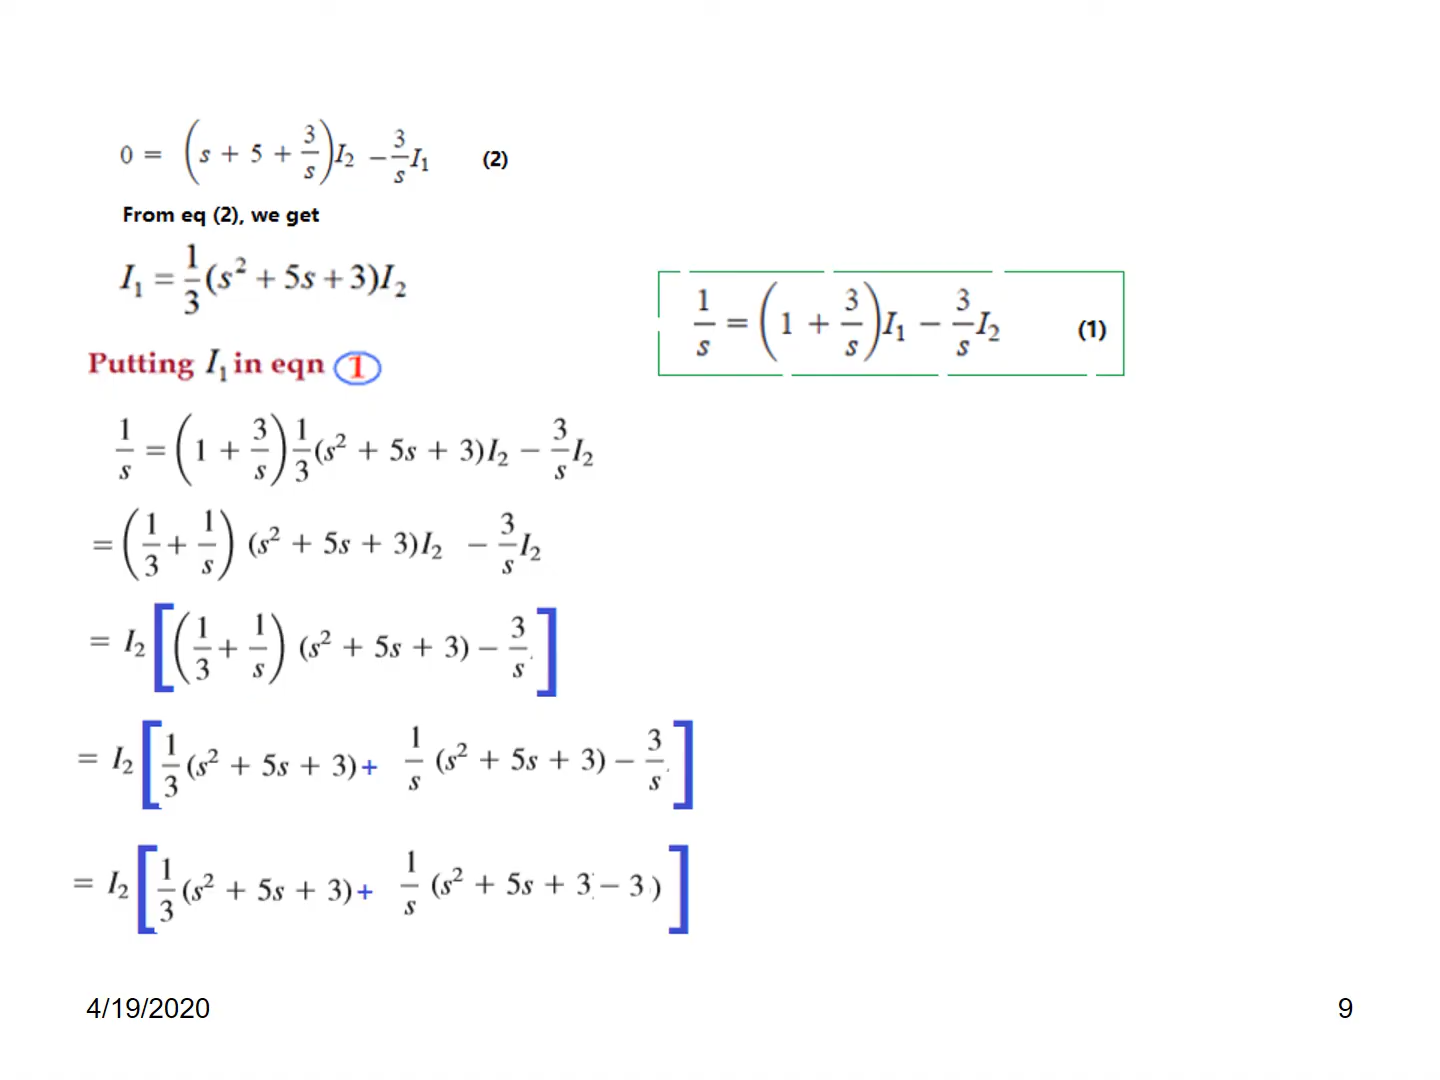 0 = (s + 5 + 3/s)I₂ − 3/s I₁ (2)
From eq (2), we get
I₁ = 1/3(s² + 5s + 3)I₂
1/s = (1 + 3/s)I₁ − 3/s I₂ (1)
Putting I₁ in eqn 1
1/s = (1 + 3/s)1/3(s² + 5s + 3)I₂ − 3/s I₂
= (1/3 + 1/s) (s² + 5s + 3)I₂ − 3/s I₂
= I₂[(1/3 + 1/s) (s² + 5s + 3) − 3/s]
= I₂[1/3(s² + 5s + 3) + 1/s (s² + 5s + 3) − 3/s]
= I₂[1/3(s² + 5s + 3) + 1/s (s² + 5s + 3 − 3)]
4/19/2020
9